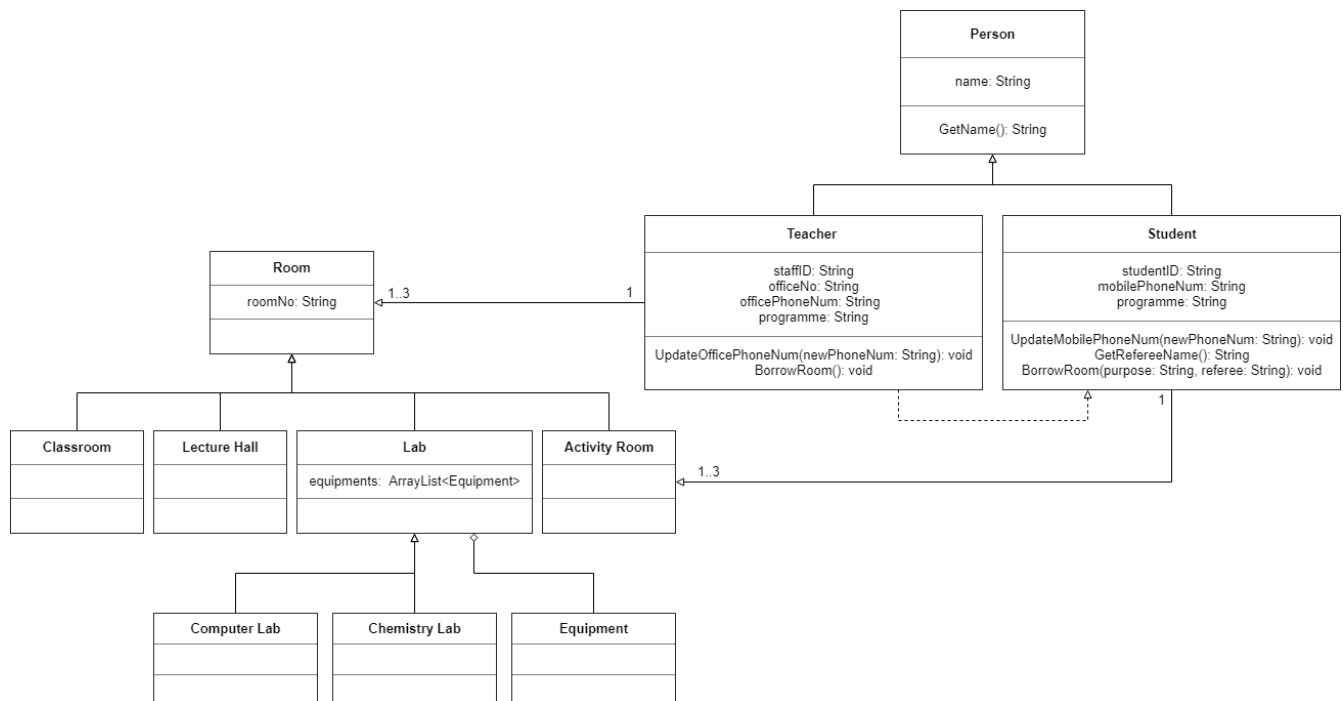 Person
name: String
GetName(): String
Teacher
staffID: String
officeNo: String
officePhoneNum: String
programme: String
UpdateOfficePhoneNum(newPhoneNum: String): void
BorrowRoom(): void
Student
studentID: String
mobilePhoneNum: String
programme: String
UpdateMobilePhoneNum(newPhoneNum: String): void
GetRefereeName(): String
BorrowRoom(purpose: String, referee: String): void
Room
roomNo: String
1..3
1
1
1..3
Classroom
Lecture Hall
Lab
equipments: ArrayList<Equipment>
Activity Room
Computer Lab
Chemistry Lab
Equipment